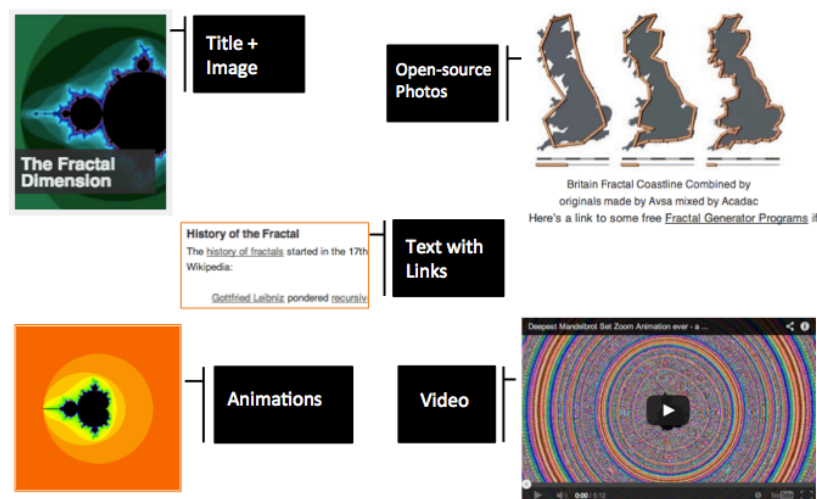 Title +
Image
The Fractal
Dimension
Open-source
Photos
Britain Fractal Coastline Combined by
originals made by Avsa mixed by Acadac
Here's a link to some free Fractal Generator Programs if
History of the Fractal
The history of fractals started in the 17th
Wikipedia:
Gottfried Leibniz pondered recursive
Text with
Links
Animations
Video
Deepest Mandelbrot Set Zoom Animation ever - a ...
0:00 / 5:12